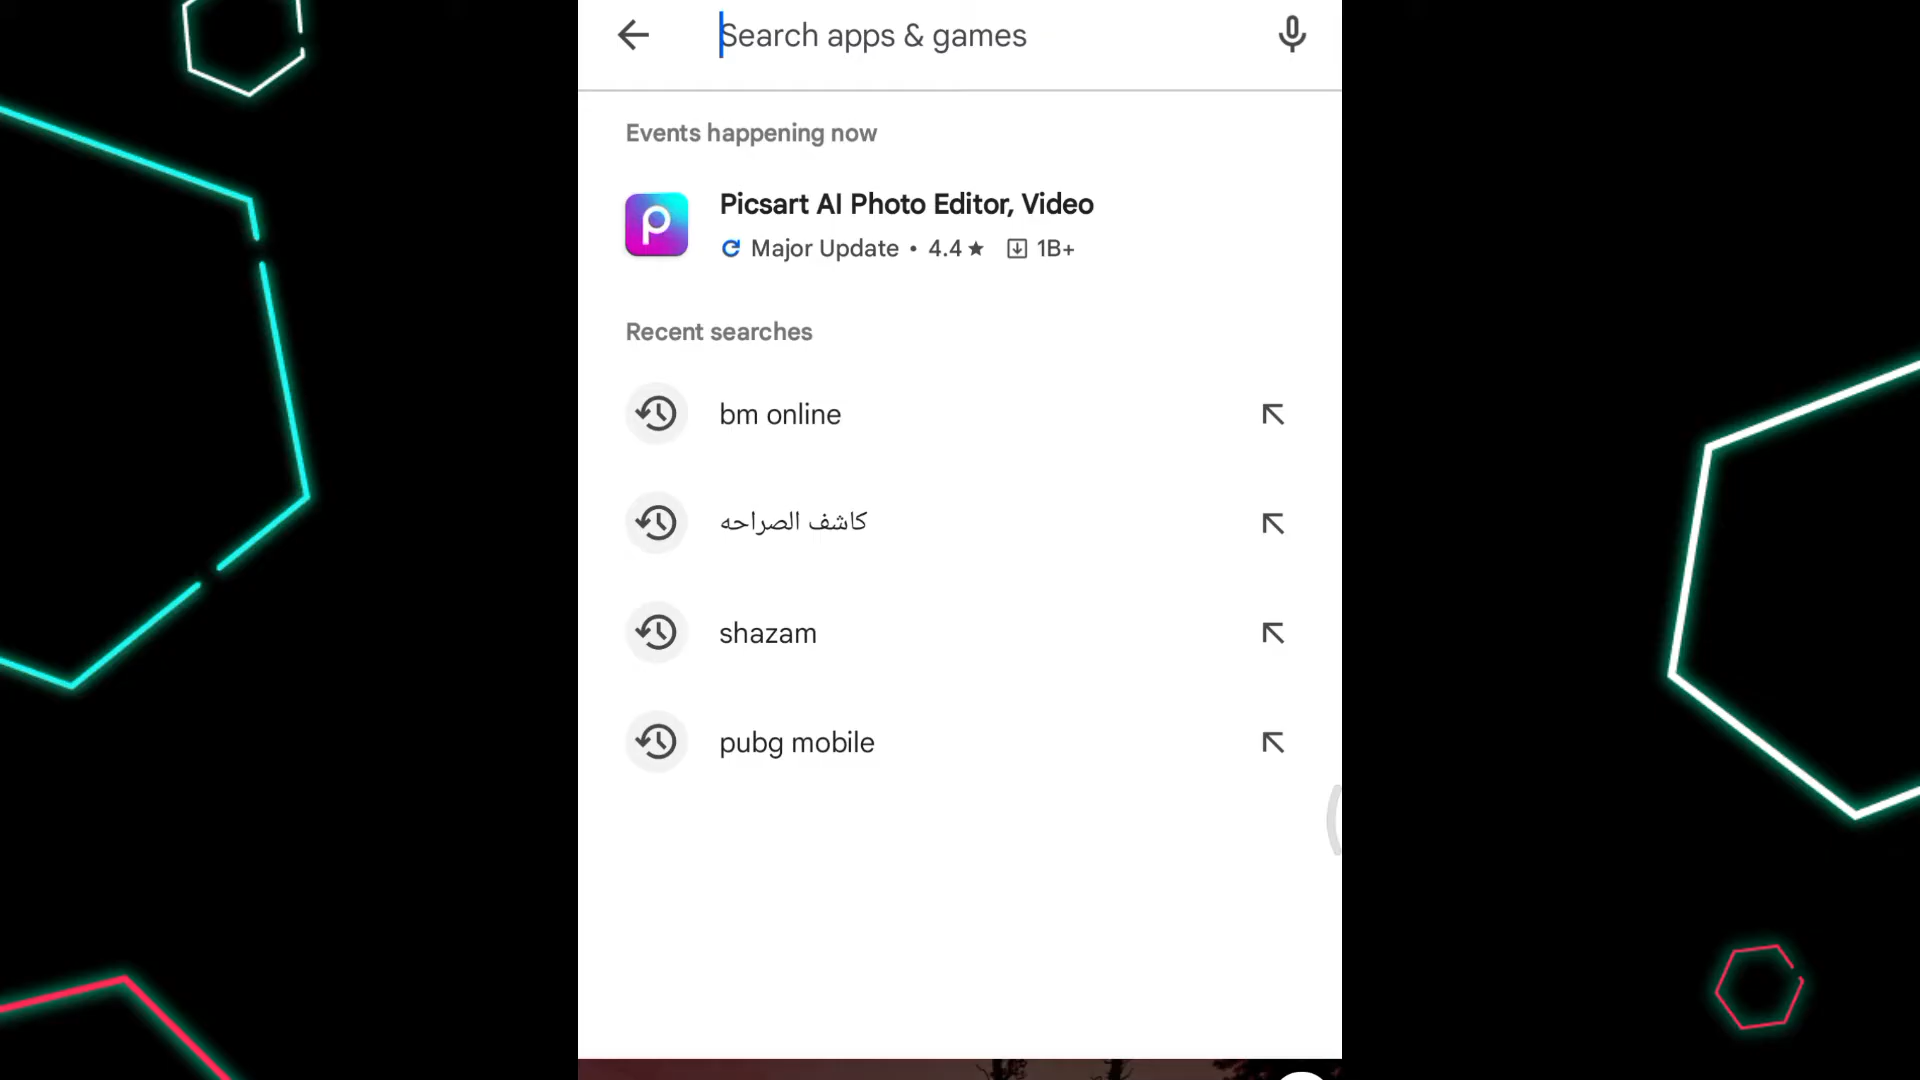 Search apps & games
Events happening now
Picsart AI Photo Editor, Video
Major Update • 4.4★ 1B+
Recent searches
bm online
كاشف الصراحه
shazam
pubg mobile